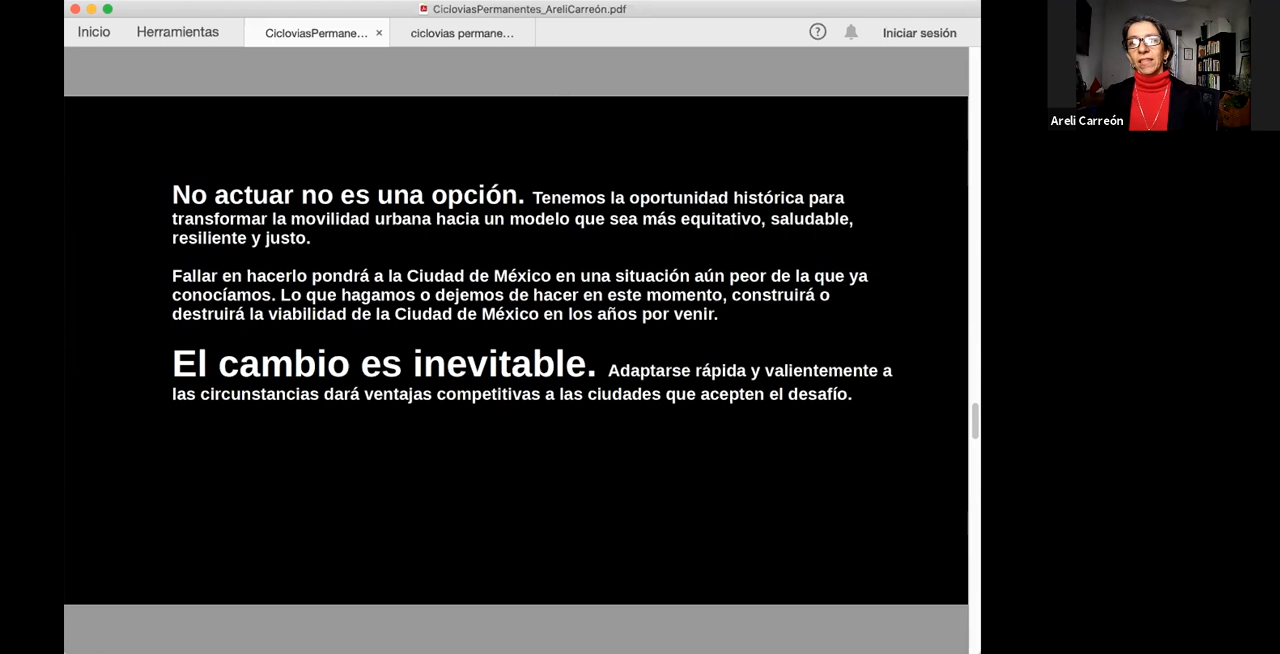 CicloviasPermanentes_AreliCarreón.pdf
Inicio Herramientas CicloviasPermane... × ciclovias permane... ? Iniciar sesión
Areli Carreón
No actuar no es una opción. Tenemos la oportunidad histórica para
transformar la movilidad urbana hacia un modelo que sea más equitativo, saludable,
resiliente y justo.
Fallar en hacerlo pondrá a la Ciudad de México en una situación aún peor de la que ya
conocíamos. Lo que hagamos o dejemos de hacer en este momento, construirá o
destruirá la viabilidad de la Ciudad de México en los años por venir.
El cambio es inevitable. Adaptarse rápida y valientemente a
las circunstancias dará ventajas competitivas a las ciudades que acepten el desafío.